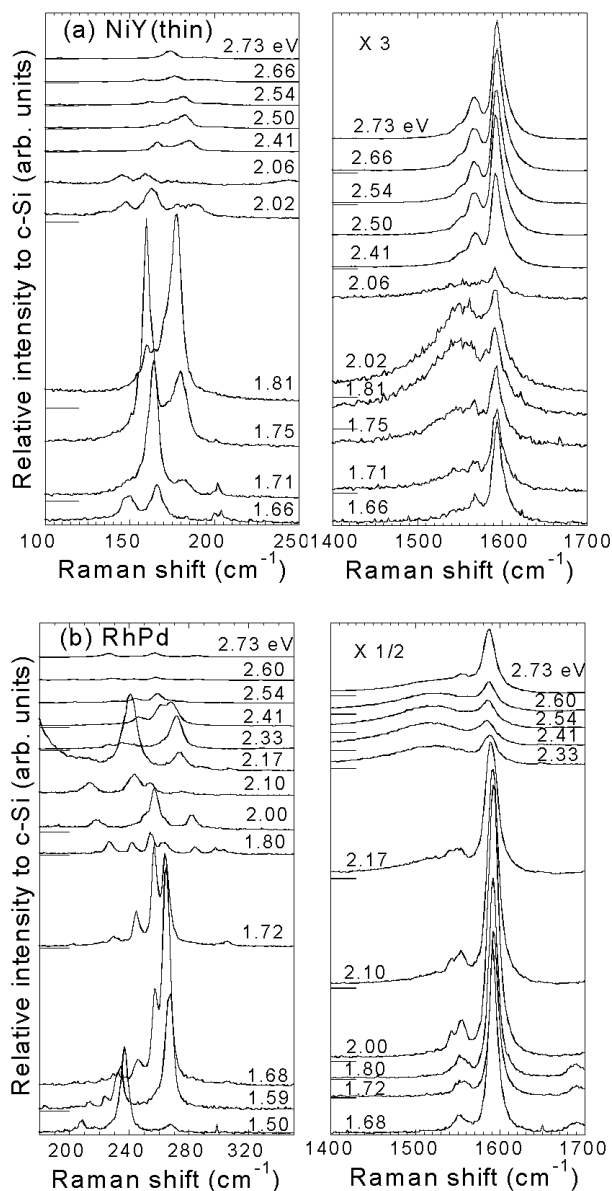 (a) NiY(thin)
2.73 eV
2.66
2.54
2.50
2.41
2.06
2.02
1.81
1.75
1.71
1.66
100 150 200 250
Raman shift (cm⁻¹)
Relative intensity to c-Si (arb. units)
X 3
2.73 eV
2.66
2.54
2.50
2.41
2.06
2.02
1.81
1.75
1.71
1.66
1400 1500 1600 1700
Raman shift (cm⁻¹)
(b) RhPd
2.73 eV
2.60
2.54
2.41
2.33
2.17
2.10
2.00
1.80
1.72
1.68
1.59
1.50
200 240 280 320
Raman shift (cm⁻¹)
Relative intensity to c-Si (arb. units)
X 1/2
2.73 eV
2.60
2.54
2.41
2.33
2.17
2.10
2.00
1.80
1.72
1.68
1400 1500 1600 1700
Raman shift (cm⁻¹)